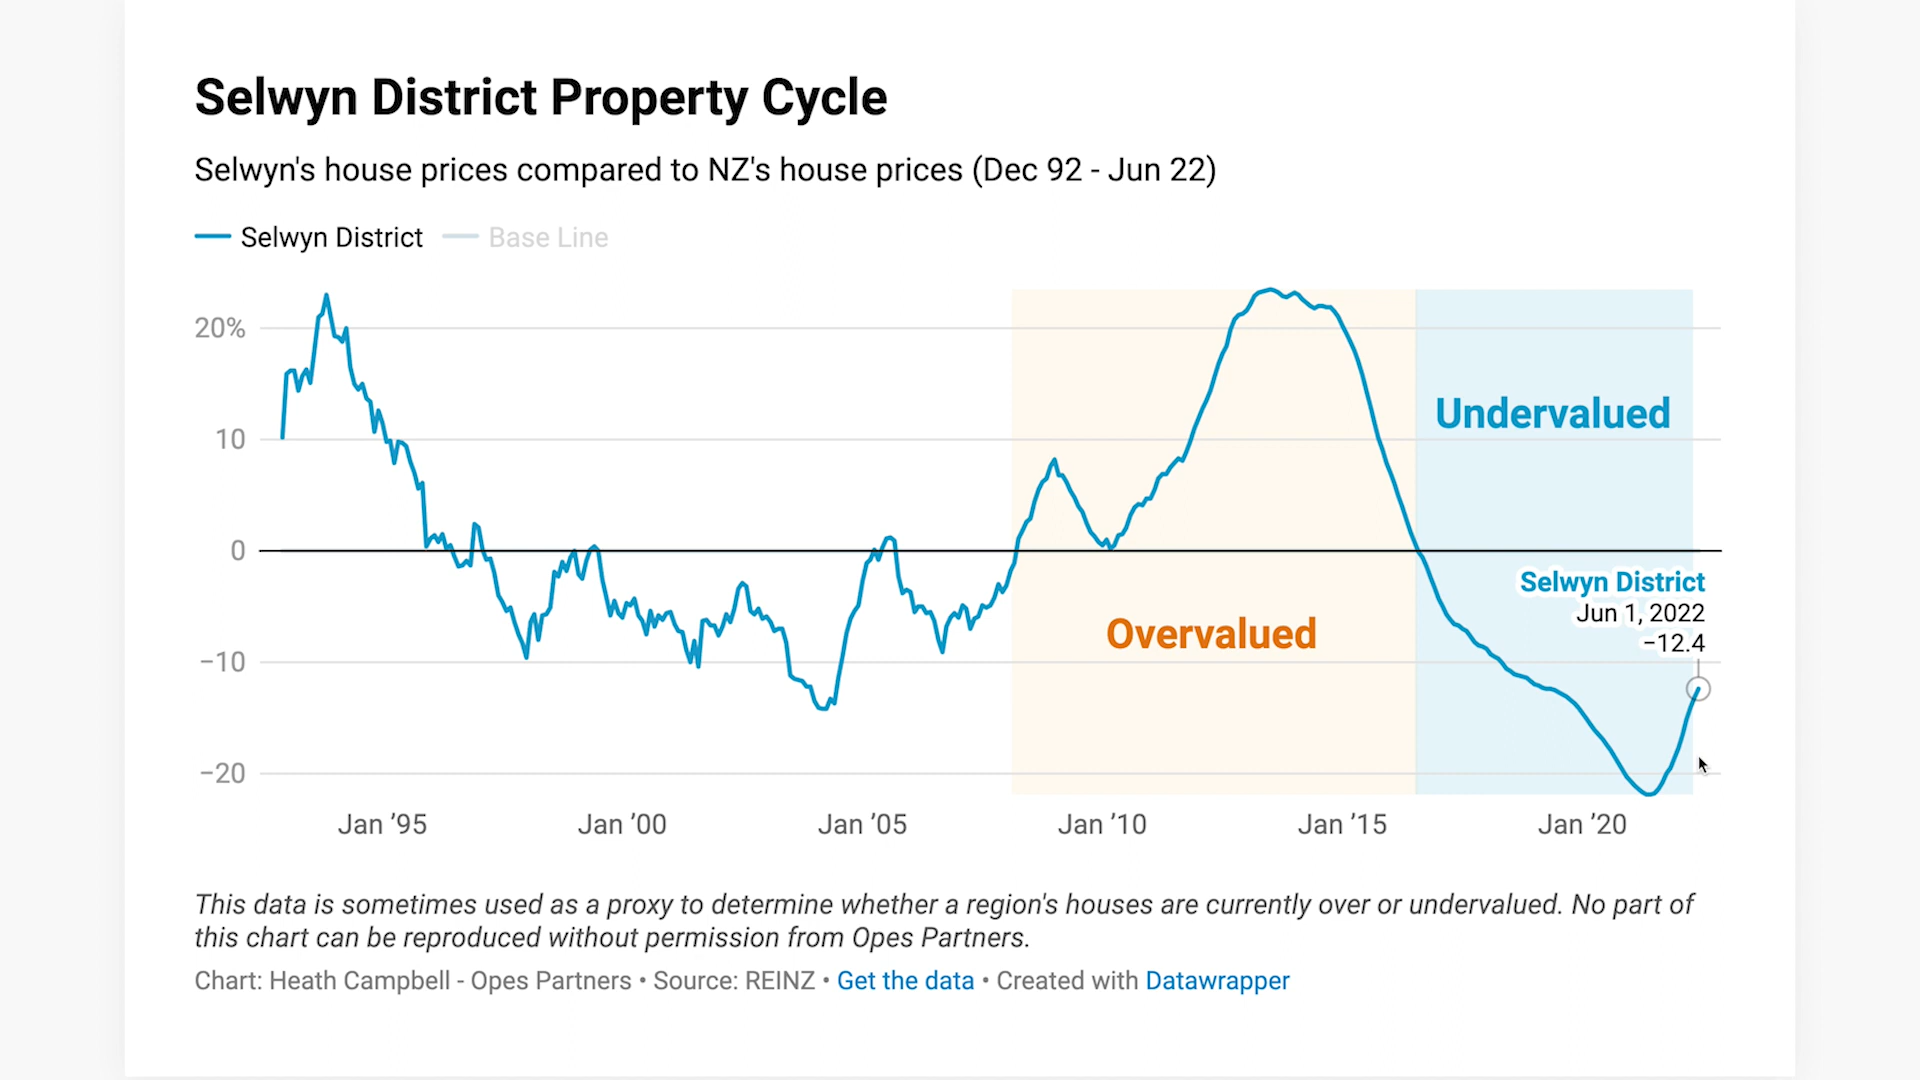 Selwyn District Property Cycle
Selwyn's house prices compared to NZ's house prices (Dec 92 - Jun 22)
Selwyn District Base Line
20%
10
0
−10
−20
Undervalued
Overvalued
Selwyn District
Jun 1, 2022
−12.4
Jan ’95 Jan ’00 Jan ’05 Jan ’10 Jan ’15 Jan ’20
This data is sometimes used as a proxy to determine whether a region's houses are currently over or undervalued. No part of
this chart can be reproduced without permission from Opes Partners.
Chart: Heath Campbell - Opes Partners • Source: REINZ • Get the data • Created with Datawrapper